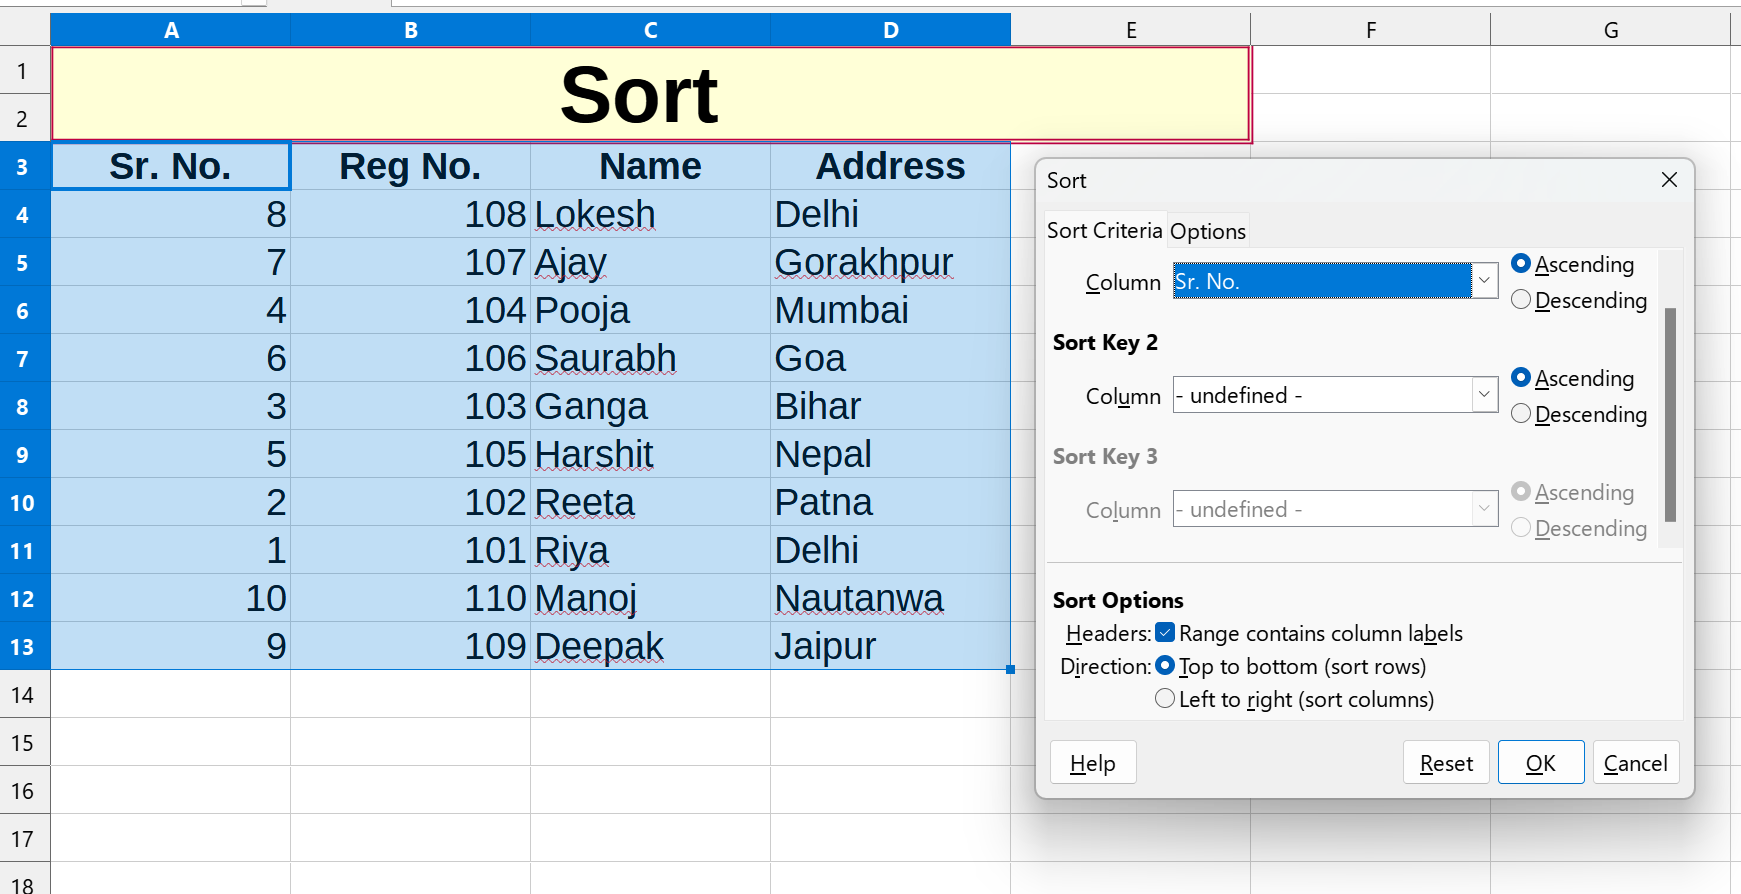 A B C D E F G
1
2
Sort
3 Sr. No. Reg No. Name Address
4 8 108 Lokesh Delhi
5 7 107 Ajay Gorakhpur
6 4 104 Pooja Mumbai
7 6 106 Saurabh Goa
8 3 103 Ganga Bihar
9 5 105 Harshit Nepal
10 2 102 Reeta Patna
11 1 101 Riya Delhi
12 10 110 Manoj Nautanwa
13 9 109 Deepak Jaipur
14
15
16
17
18
Sort
Sort Criteria Options
Column Sr. No. Ascending
Descending
Sort Key 2
Column - undefined - Ascending
Descending
Sort Key 3
Column - undefined - Ascending
Descending
Sort Options
Headers: Range contains column labels
Direction: Top to bottom (sort rows)
Left to right (sort columns)
Help Reset OK Cancel